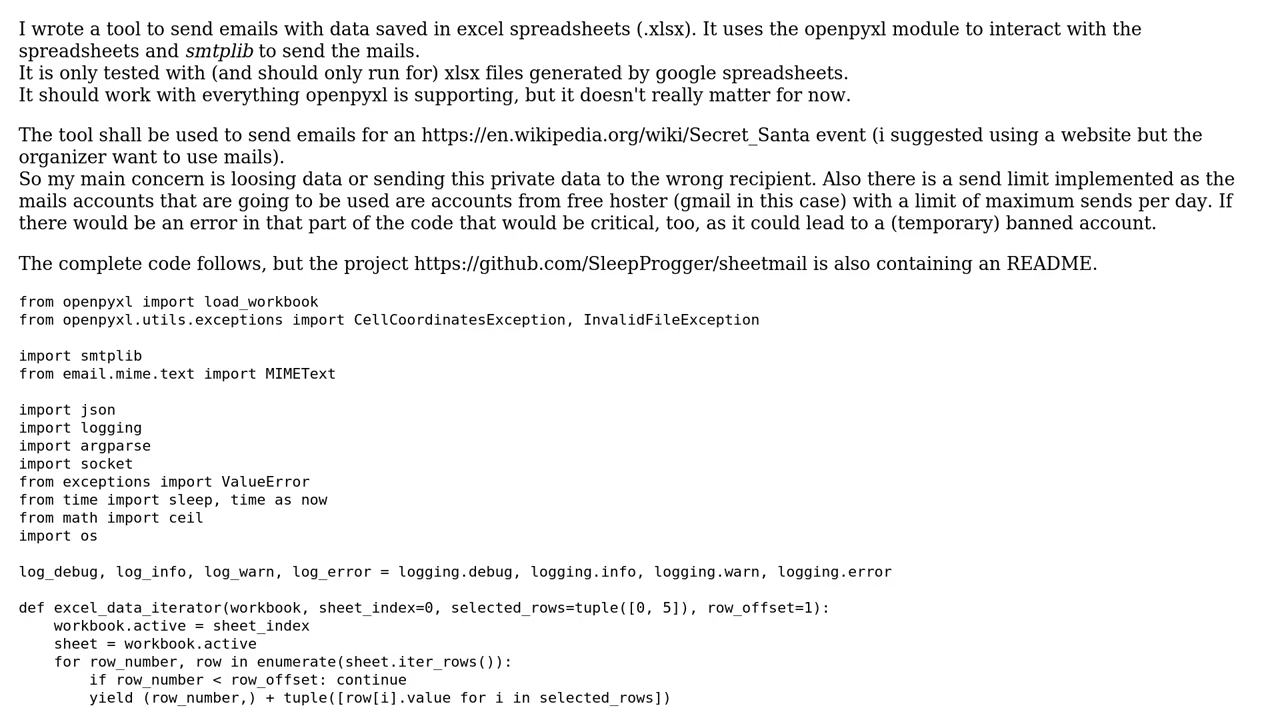 I wrote a tool to send emails with data saved in excel spreadsheets (.xlsx). It uses the openpyxl module to interact with the
spreadsheets and smtplib to send the mails.
It is only tested with (and should only run for) xlsx files generated by google spreadsheets.
It should work with everything openpyxl is supporting, but it doesn't really matter for now.
The tool shall be used to send emails for an https://en.wikipedia.org/wiki/Secret_Santa event (i suggested using a website but the
organizer want to use mails).
So my main concern is loosing data or sending this private data to the wrong recipient. Also there is a send limit implemented as the
mails accounts that are going to be used are accounts from free hoster (gmail in this case) with a limit of maximum sends per day. If
there would be an error in that part of the code that would be critical, too, as it could lead to a (temporary) banned account.
The complete code follows, but the project https://github.com/SleepProgger/sheetmail is also containing an README.
from openpyxl import load_workbook
from openpyxl.utils.exceptions import CellCoordinatesException, InvalidFileException
import smtplib
from email.mime.text import MIMEText
import json
import logging
import argparse
import socket
from exceptions import ValueError
from time import sleep, time as now
from math import ceil
import os
log_debug, log_info, log_warn, log_error = logging.debug, logging.info, logging.warn, logging.error
def excel_data_iterator(workbook, sheet_index=0, selected_rows=tuple([0, 5]), row_offset=1):
    workbook.active = sheet_index
    sheet = workbook.active
    for row_number, row in enumerate(sheet.iter_rows()):
        if row_number < row_offset: continue
        yield (row_number,) + tuple([row[i].value for i in selected_rows])